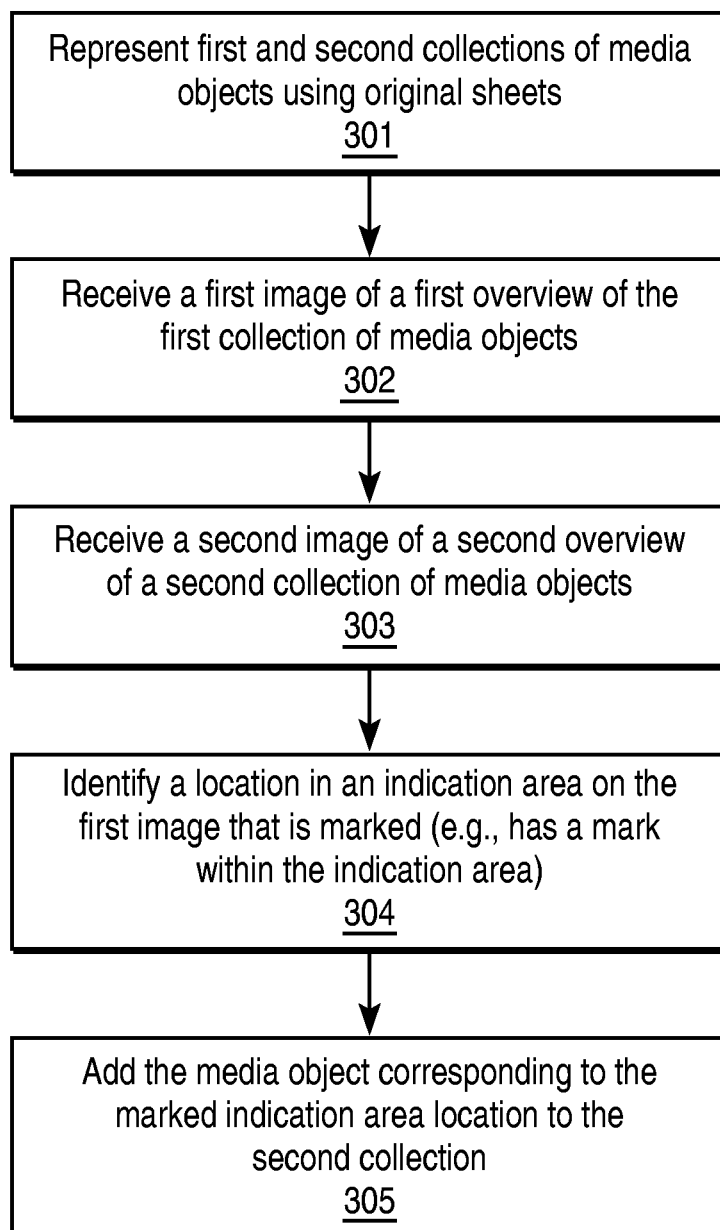 Represent first and second collections of media
objects using original sheets
301
Receive a first image of a first overview of the
first collection of media objects
302
Receive a second image of a second overview
of a second collection of media objects
303
Identify a location in an indication area on the
first image that is marked (e.g., has a mark
within the indication area)
304
Add the media object corresponding to the
marked indication area location to the
second collection
305